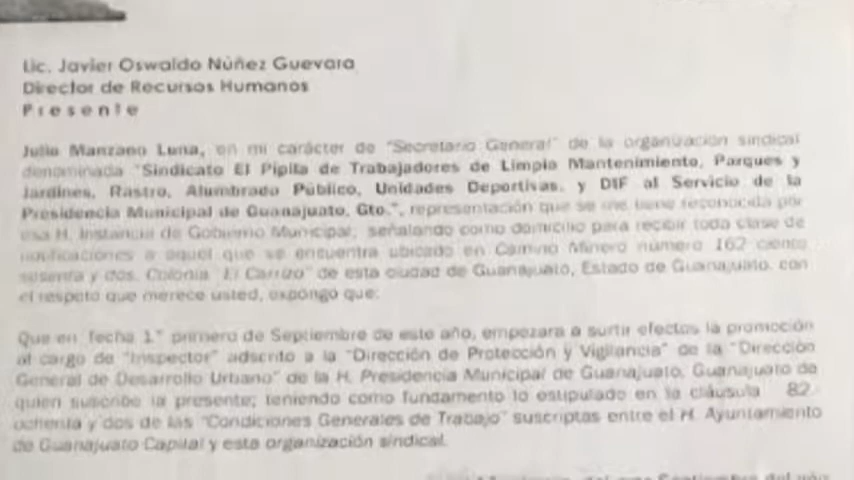 Lic. Javier Oswaldo Núñez Guevara
Director de Recursos Humanos
Presente
Julio Manzano Luna, en mi carácter de "Secretario General" de la organización sindical
denominada "Sindicato El Pípila de Trabajadores de Limpia Mantenimiento, Parques y
Jardines, Rastro, Alumbrado Público, Unidades Deportivas, y DIF al Servicio de la
Presidencia Municipal de Guanajuato, Gto.", representación que se me tiene reconocida por
esa H. Instancia de Gobierno Municipal, señalando como domicilio para recibir toda clase de
notificaciones a aquel que se encuentra ubicado en Camino Minero número 162 ciento
sesenta y dos, Colonia "El Carrizo" de esta ciudad de Guanajuato, Estado de Guanajuato, con
el respeto que merece usted, expongo que:
Que en fecha 1° primero de Septiembre de este año, empezara a surtir efectos la promoción
al cargo de "Inspector" adscrito a la "Dirección de Protección y Vigilancia" de la "Dirección
General de Desarrollo Urbano" de la H. Presidencia Municipal de Guanajuato, Guanajuato de
quien suscribe la presente; teniendo como fundamento lo estipulado en la cláusula 82
ochenta y dos de las "Condiciones Generales de Trabajo" suscriptas entre el H. Ayuntamiento
de Guanajuato Capital y esta organización sindical.
Septiembre del